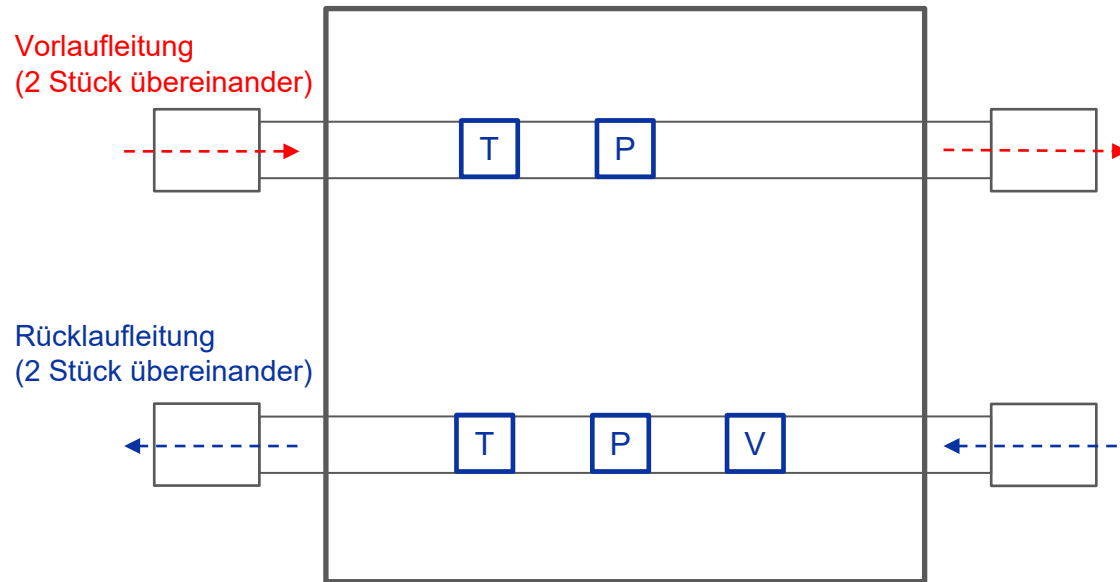 Vorlaufleitung
(2 Stück übereinander)
T P
Rücklaufleitung
(2 Stück übereinander)
T P V